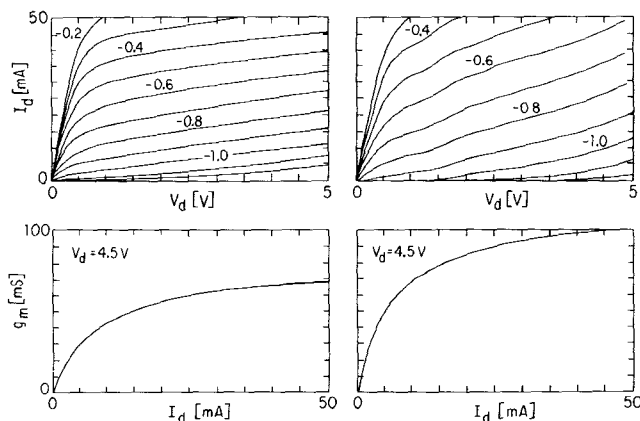 50
-0.2
-0.4
-0.6
-0.8
-1.0
I_d [mA]
0
0
V_d [V]
5
-0.4
-0.6
-0.8
-1.0
0
V_d [V]
5
100
V_d = 4.5 V
g_m [mS]
0
0
I_d [mA]
50
V_d = 4.5 V
0
I_d [mA]
50